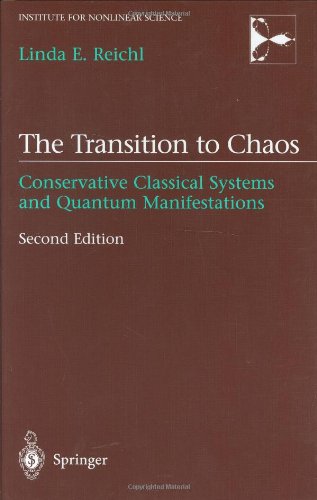 INSTITUTE FOR NONLINEAR SCIENCE
Linda E. Reichl
The Transition to Chaos
Conservative Classical Systems
and Quantum Manifestations
Second Edition
Springer